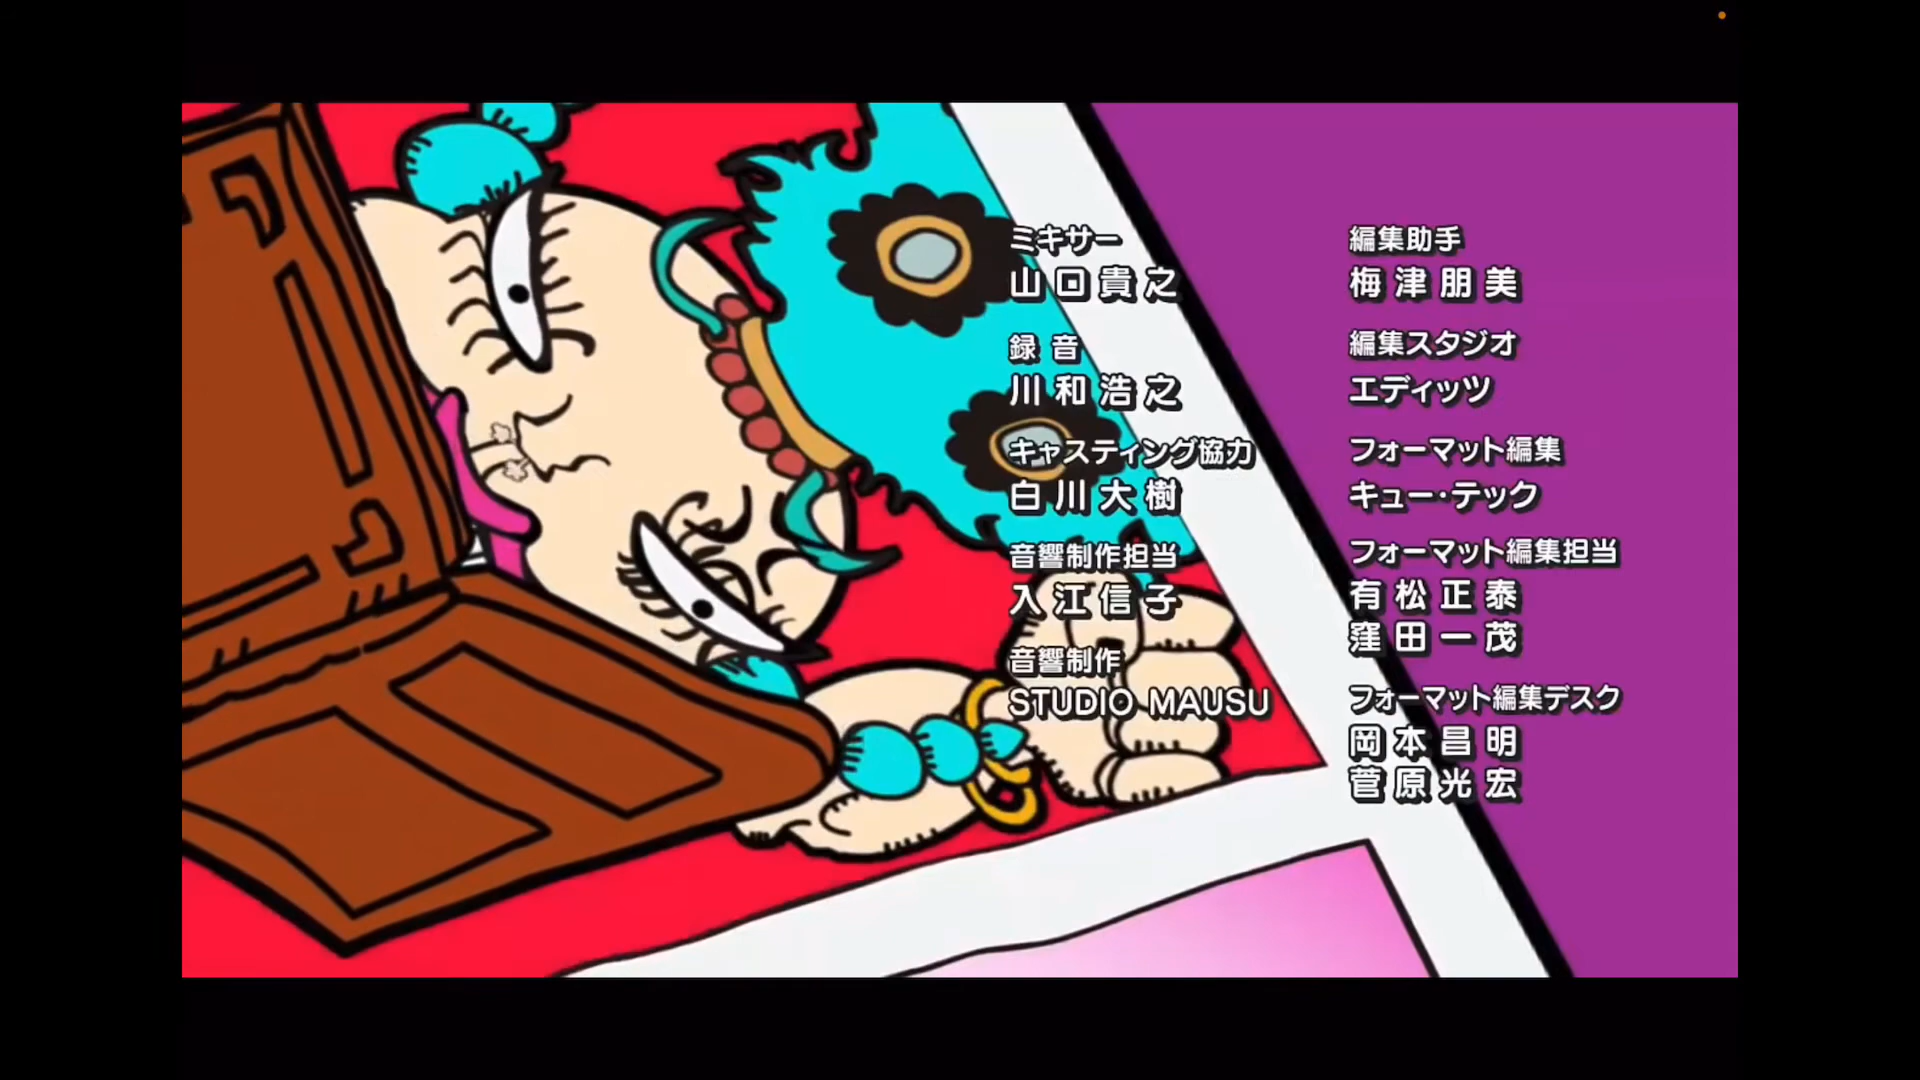 ミキサー
山口貴之
録音
川和浩之
キャスティング協力
白川大樹
音響制作担当
入江信子
音響制作
STUDIO MAUSU
編集助手
梅津朋美
編集スタジオ
エディッツ
フォーマット編集
キュー・テック
フォーマット編集担当
有松正泰
窪田一茂
フォーマット編集デスク
岡本昌明
菅原光宏